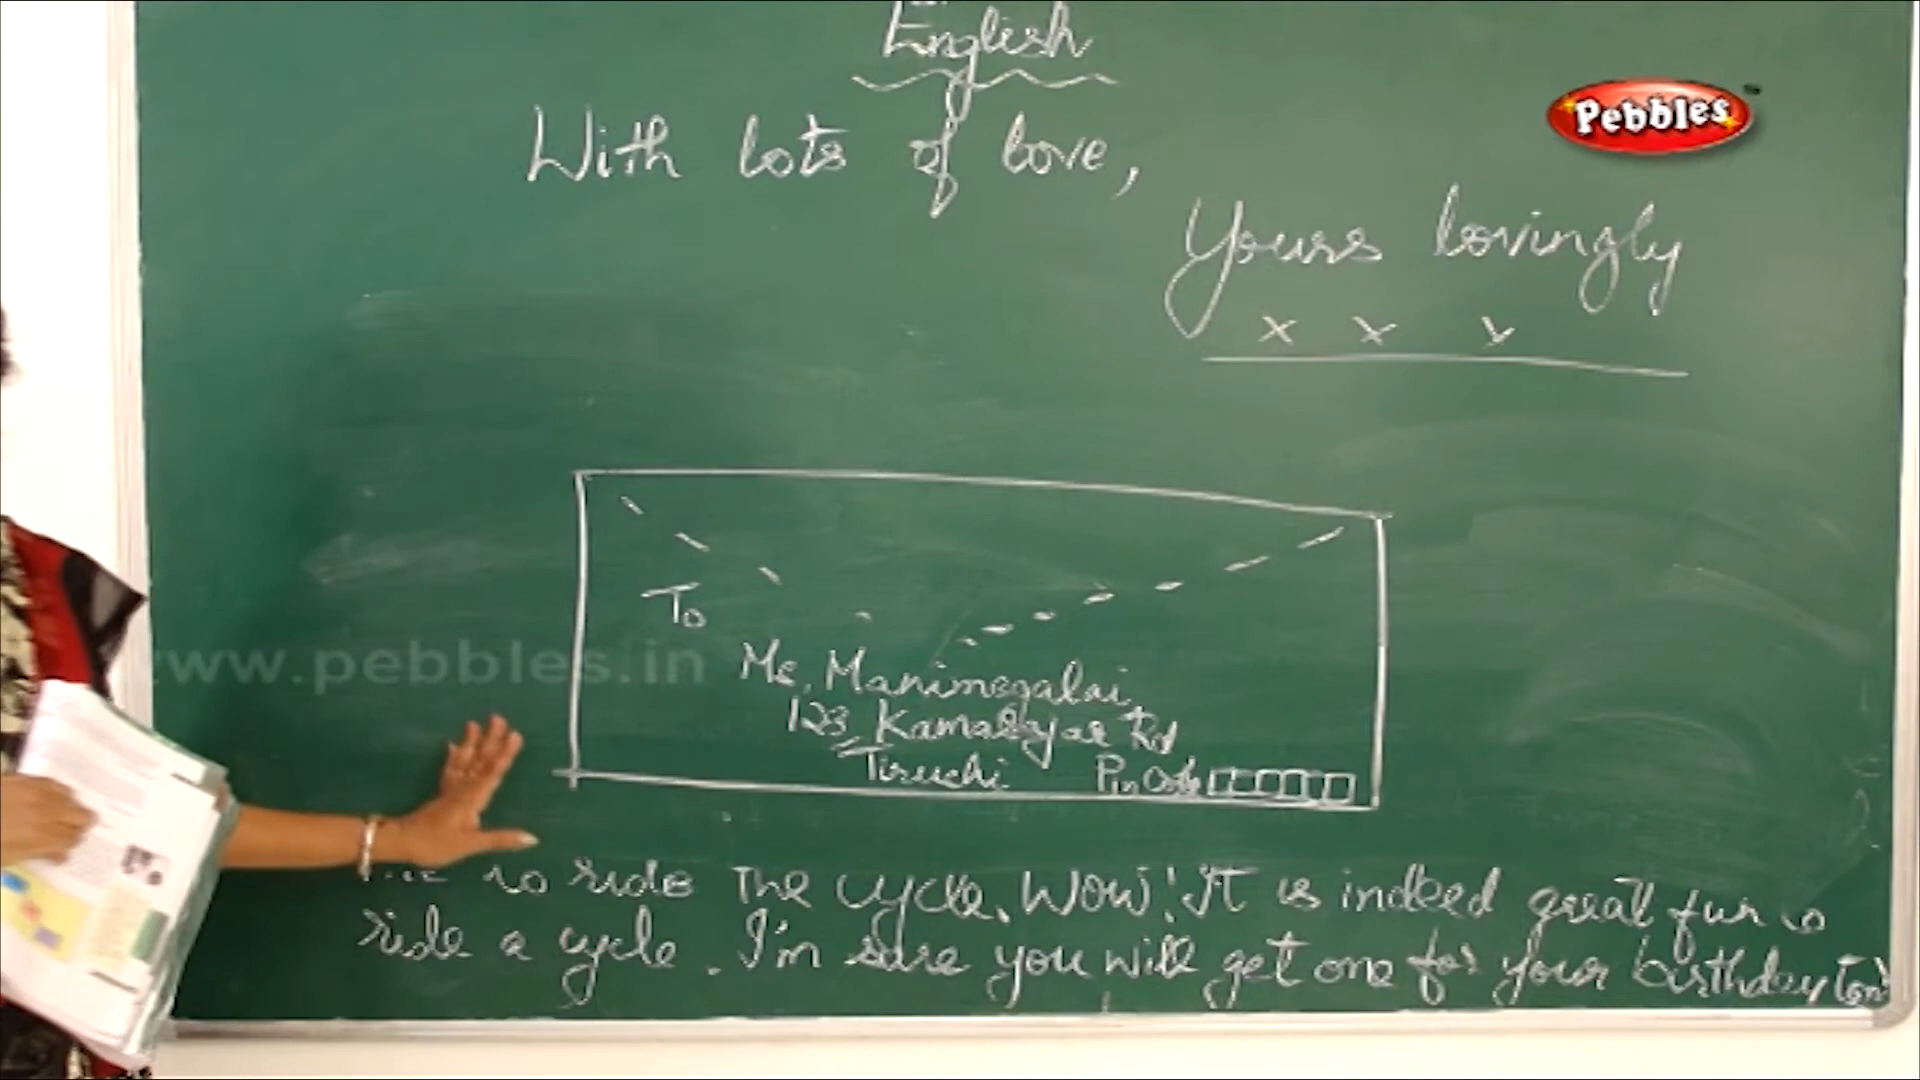 English
Pebbles
With lots of love,
Yours lovingly
x x x
To
Ms. Manimegalai,
123, Kamarajar Rd
Tiruchi Pin Code
www.pebbles.in
to ride the cycle. Wow! It is indeed great fun to
ride a cycle. I'm sure you will get one for your birthday too